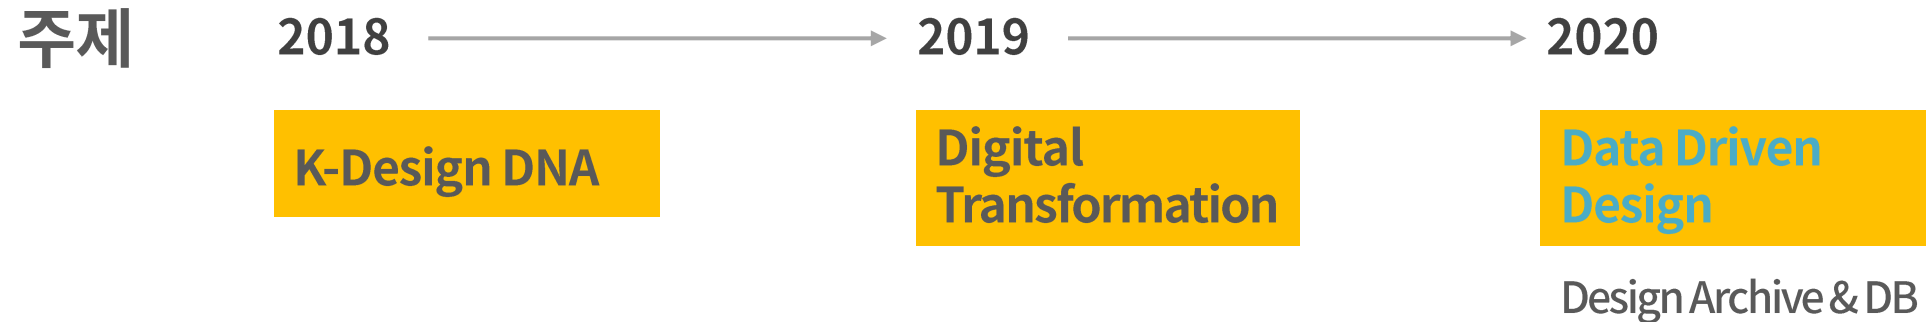 주제
2018
2019
2020
K-Design DNA
Digital
Transformation
Data Driven
Design
Design Archive & DB